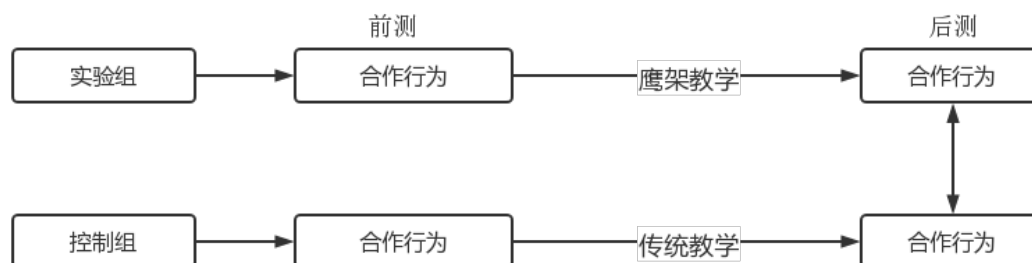 前测
后测
实验组
合作行为
鹰架教学
合作行为
控制组
合作行为
传统教学
合作行为